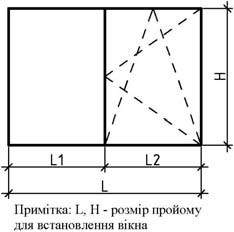 H
L1 L2
L
Примітка: L, H - розмір пройому
для встановлення вікна